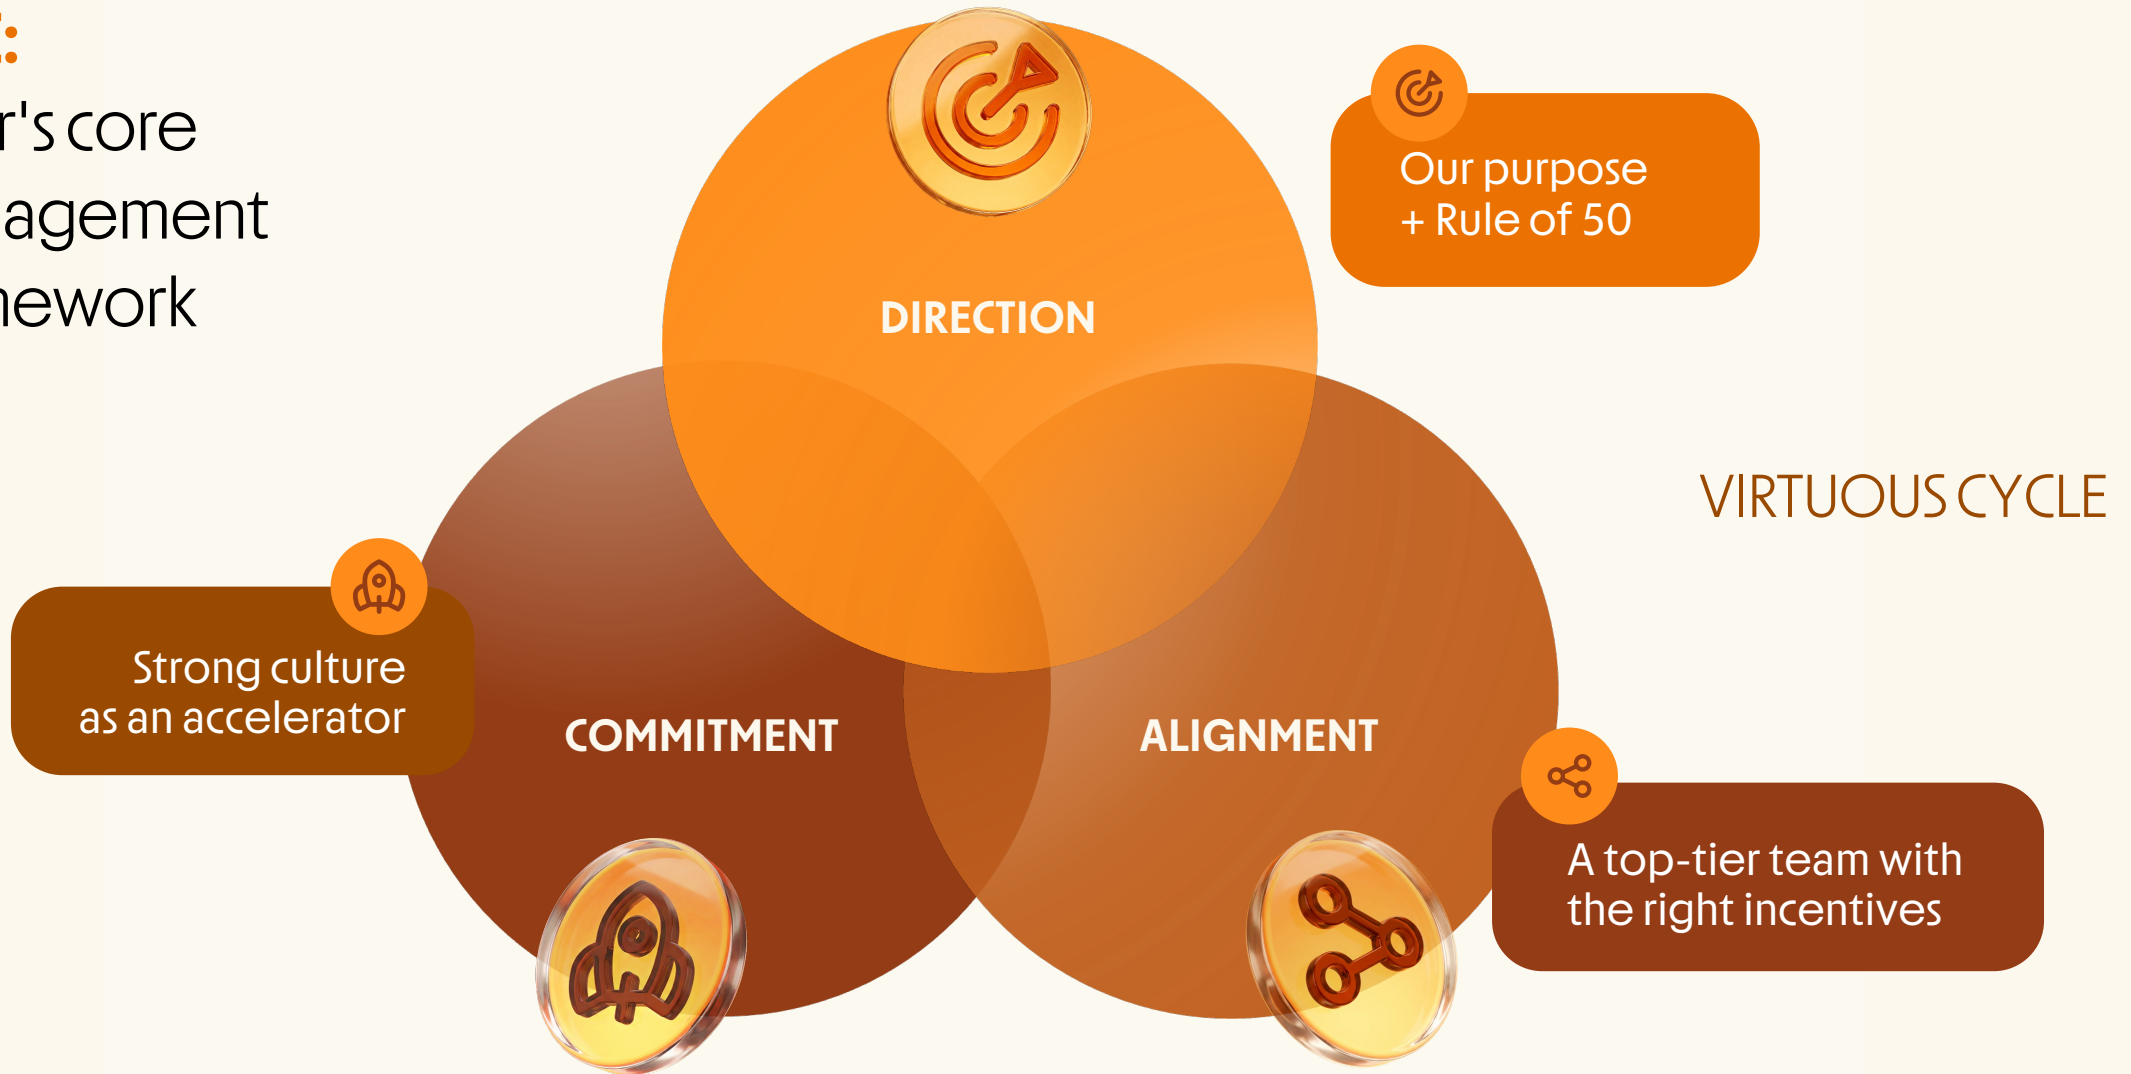 r's core
agement
ework
DIRECTION
Our purpose
+ Rule of 50
VIRTUOUS CYCLE
Strong culture
as an accelerator
COMMITMENT
ALIGNMENT
A top-tier team with
the right incentives